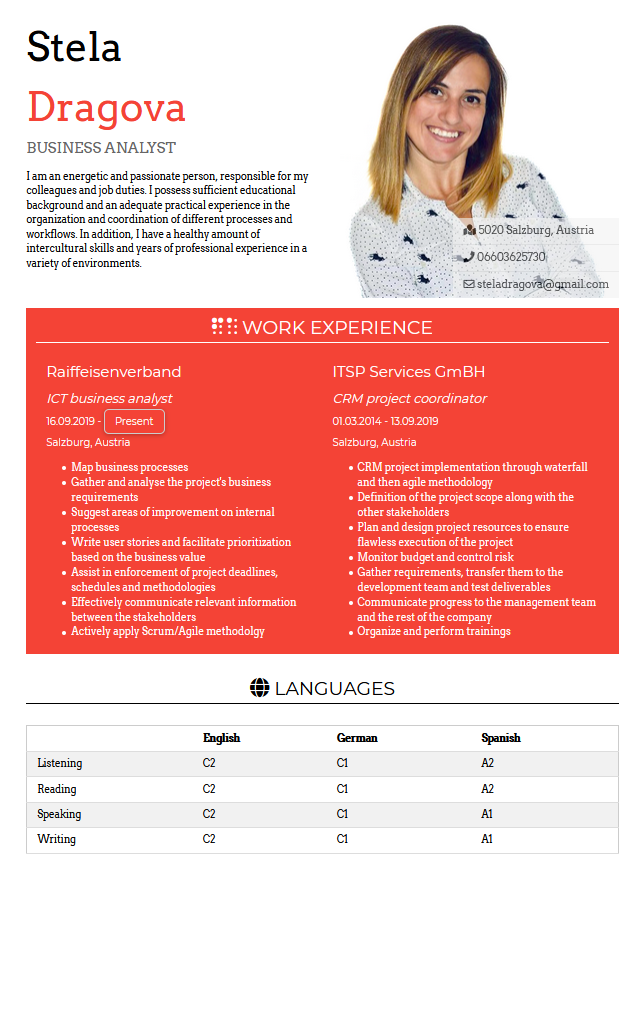 Stela
Dragova
BUSINESS ANALYST
I am an energetic and passionate person, responsible for my
colleagues and job duties. I possess sufficient educational
background and an adequate practical experience in the
organization and coordination of different processes and
workflows. In addition, I have a healthy amount of
intercultural skills and years of professional experience in a
variety of environments.
5020 Salzburg, Austria
06603625730
steladragova@gmail.com
WORK EXPERIENCE
Raiffeisenverband
ICT business analyst
16.09.2019 - Present
Salzburg, Austria
Map business processes
Gather and analyse the project's business
requirements
Suggest areas of improvement on internal
processes
Write user stories and facilitate prioritization
based on the business value
Assist in enforcement of project deadlines,
schedules and methodologies
Effectively communicate relevant information
between the stakeholders
Actively apply Scrum/Agile methodolgy
ITSP Services GmBH
CRM project coordinator
01.03.2014 - 13.09.2019
Salzburg, Austria
CRM project implementation through waterfall
and then agile methodology
Definition of the project scope along with the
other stakeholders
Plan and design project resources to ensure
flawless execution of the project
Monitor budget and control risk
Gather requirements, transfer them to the
development team and test deliverables
Communicate progress to the management team
and the rest of the company
Organize and perform trainings
LANGUAGES
English German Spanish
Listening C2 C1 A2
Reading C2 C1 A2
Speaking C2 C1 A1
Writing C2 C1 A1